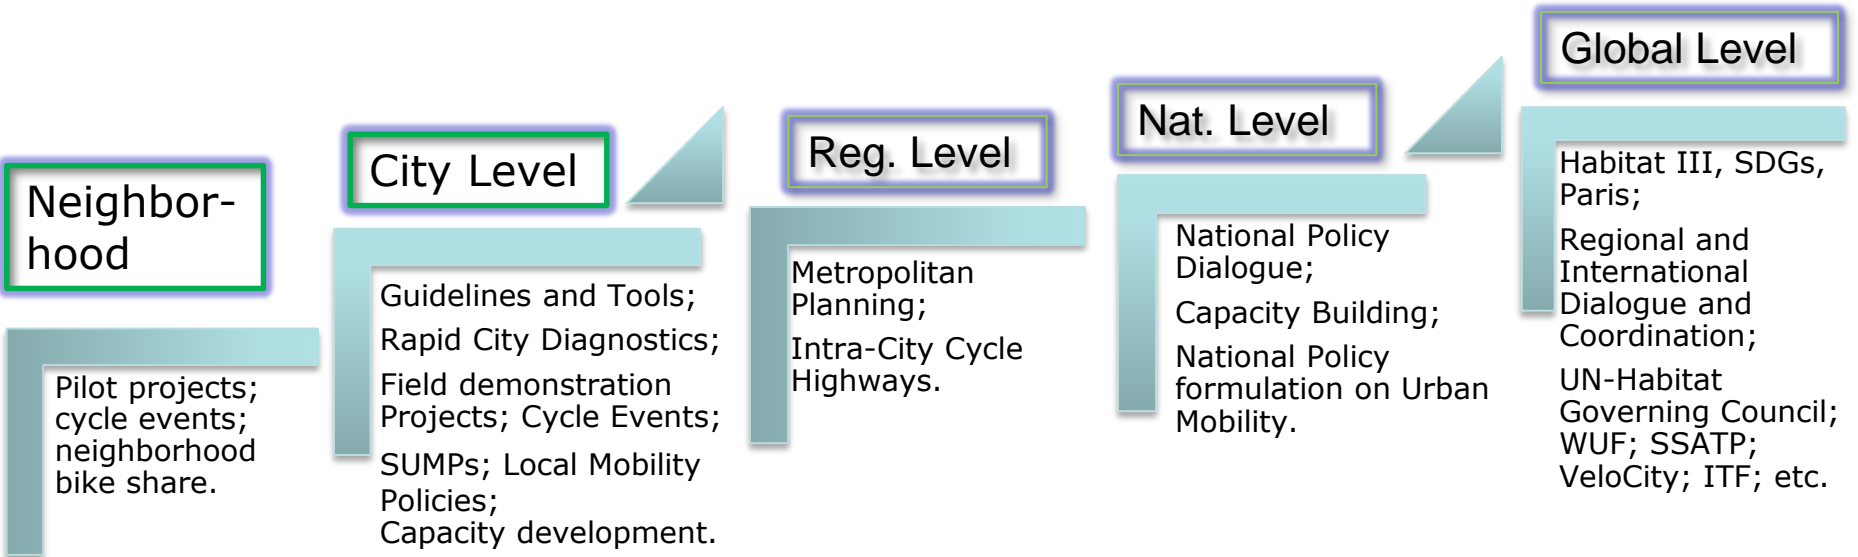 Neighbor-
hood
Pilot projects;
cycle events;
neighborhood
bike share.
City Level
Guidelines and Tools;
Rapid City Diagnostics;
Field demonstration
Projects; Cycle Events;
SUMPs; Local Mobility
Policies;
Capacity development.
Reg. Level
Metropolitan
Planning;
Intra-City Cycle
Highways.
Nat. Level
National Policy
Dialogue;
Capacity Building;
National Policy
formulation on Urban
Mobility.
Global Level
Habitat III, SDGs,
Paris;
Regional and
International
Dialogue and
Coordination;
UN-Habitat
Governing Council;
WUF; SSATP;
VeloCity; ITF; etc.